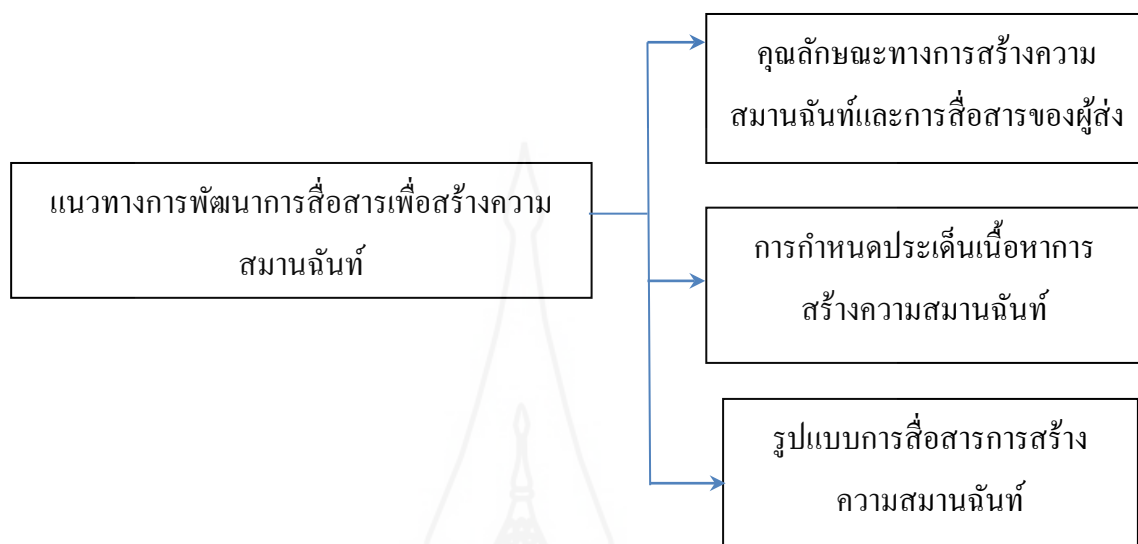 คุณลักษณะทางการสร้างความ
สมานฉันท์และการสื่อสารของผู้ส่ง
แนวทางการพัฒนาการสื่อสารเพื่อสร้างความ
สมานฉันท์
การกำหนดประเด็นเนื้อหาการ
สร้างความสมานฉันท์
รูปแบบการสื่อสารการสร้าง
ความสมานฉันท์